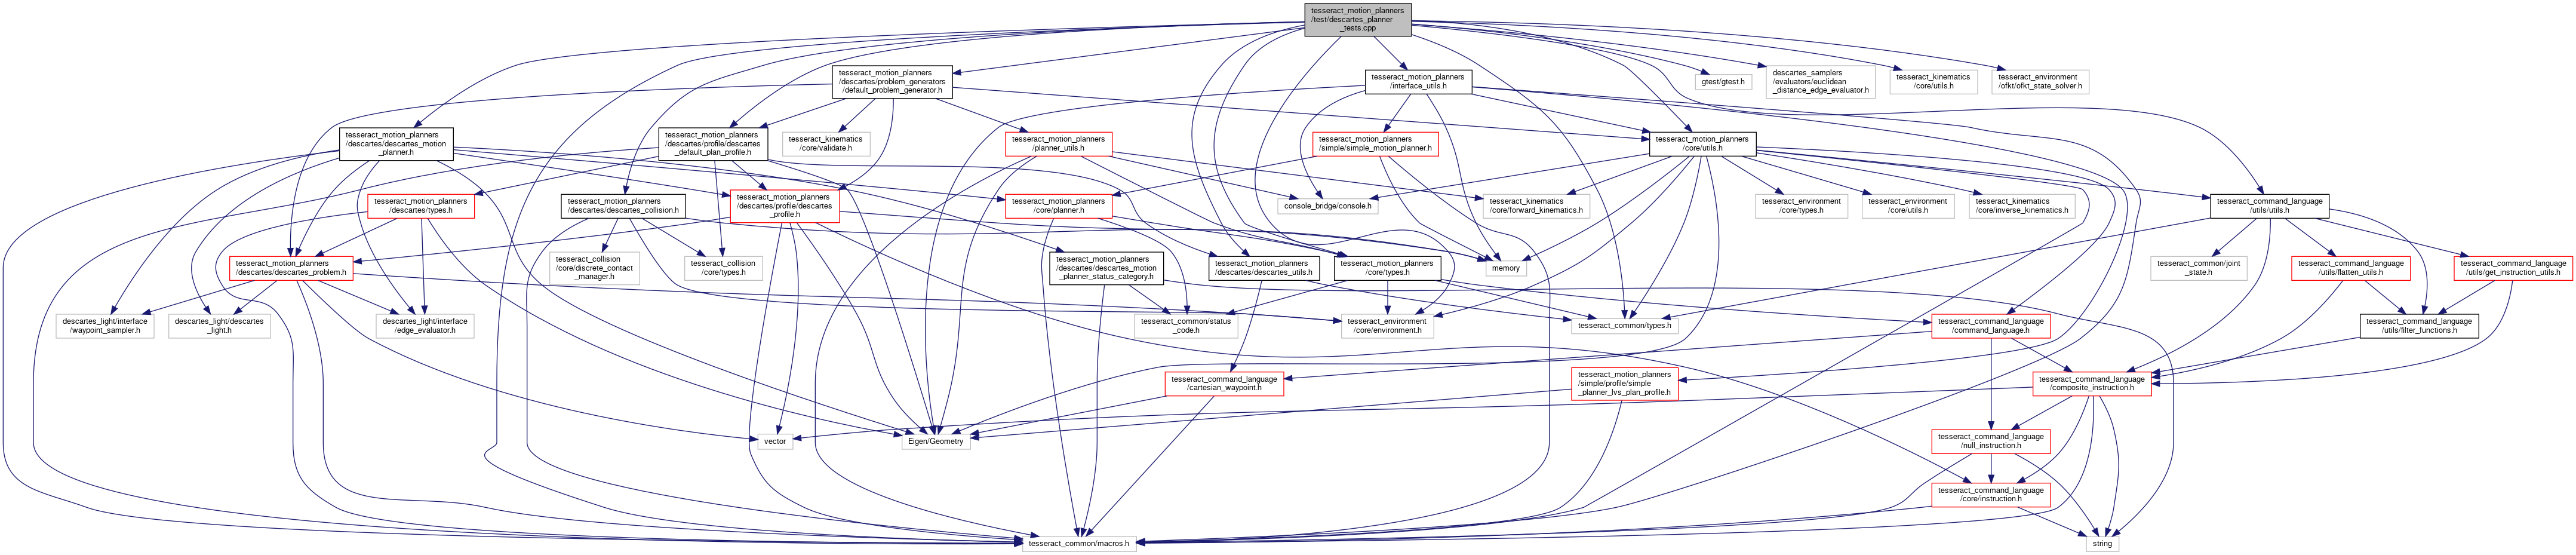 tesseract_motion_planners
/test/descartes_planner
_tests.cpp
tesseract_motion_planners
/descartes/problem_generators
/default_problem_generator.h
tesseract_motion_planners
/interface_utils.h
gtest/gtest.h
descartes_samplers
/evaluators/euclidean
_distance_edge_evaluator.h
tesseract_kinematics
/core/utils.h
tesseract_environment
/ofkt/ofkt_state_solver.h
tesseract_motion_planners
/descartes/descartes_motion
_planner.h
tesseract_motion_planners
/descartes/profile/descartes
_default_plan_profile.h
tesseract_kinematics
/core/validate.h
tesseract_motion_planners
/planner_utils.h
tesseract_motion_planners
/simple/simple_motion_planner.h
tesseract_motion_planners
/core/utils.h
tesseract_motion_planners
/descartes/types.h
tesseract_motion_planners
/descartes/descartes_collision.h
tesseract_motion_planners
/descartes/profile/descartes
_profile.h
tesseract_motion_planners
/core/planner.h
console_bridge/console.h
tesseract_kinematics
/core/forward_kinematics.h
tesseract_environment
/core/types.h
tesseract_environment
/core/utils.h
tesseract_kinematics
/core/inverse_kinematics.h
tesseract_command_language
/utils/utils.h
tesseract_motion_planners
/descartes/descartes_problem.h
tesseract_collision
/core/discrete_contact
_manager.h
tesseract_collision
/core/types.h
tesseract_motion_planners
/descartes/descartes_motion
_planner_status_category.h
tesseract_motion_planners
/descartes/descartes_utils.h
tesseract_motion_planners
/core/types.h
memory
tesseract_common/joint
_state.h
tesseract_command_language
/utils/flatten_utils.h
tesseract_command_language
/utils/get_instruction_utils.h
descartes_light/interface
/waypoint_sampler.h
descartes_light/descartes
_light.h
descartes_light/interface
/edge_evaluator.h
tesseract_common/status
_code.h
tesseract_environment
/core/environment.h
tesseract_common/types.h
tesseract_command_language
/command_language.h
tesseract_command_language
/utils/filter_functions.h
tesseract_command_language
/cartesian_waypoint.h
tesseract_motion_planners
/simple/profile/simple
_planner_lvs_plan_profile.h
tesseract_command_language
/composite_instruction.h
vector
Eigen/Geometry
tesseract_command_language
/null_instruction.h
tesseract_command_language
/core/instruction.h
tesseract_common/macros.h
string